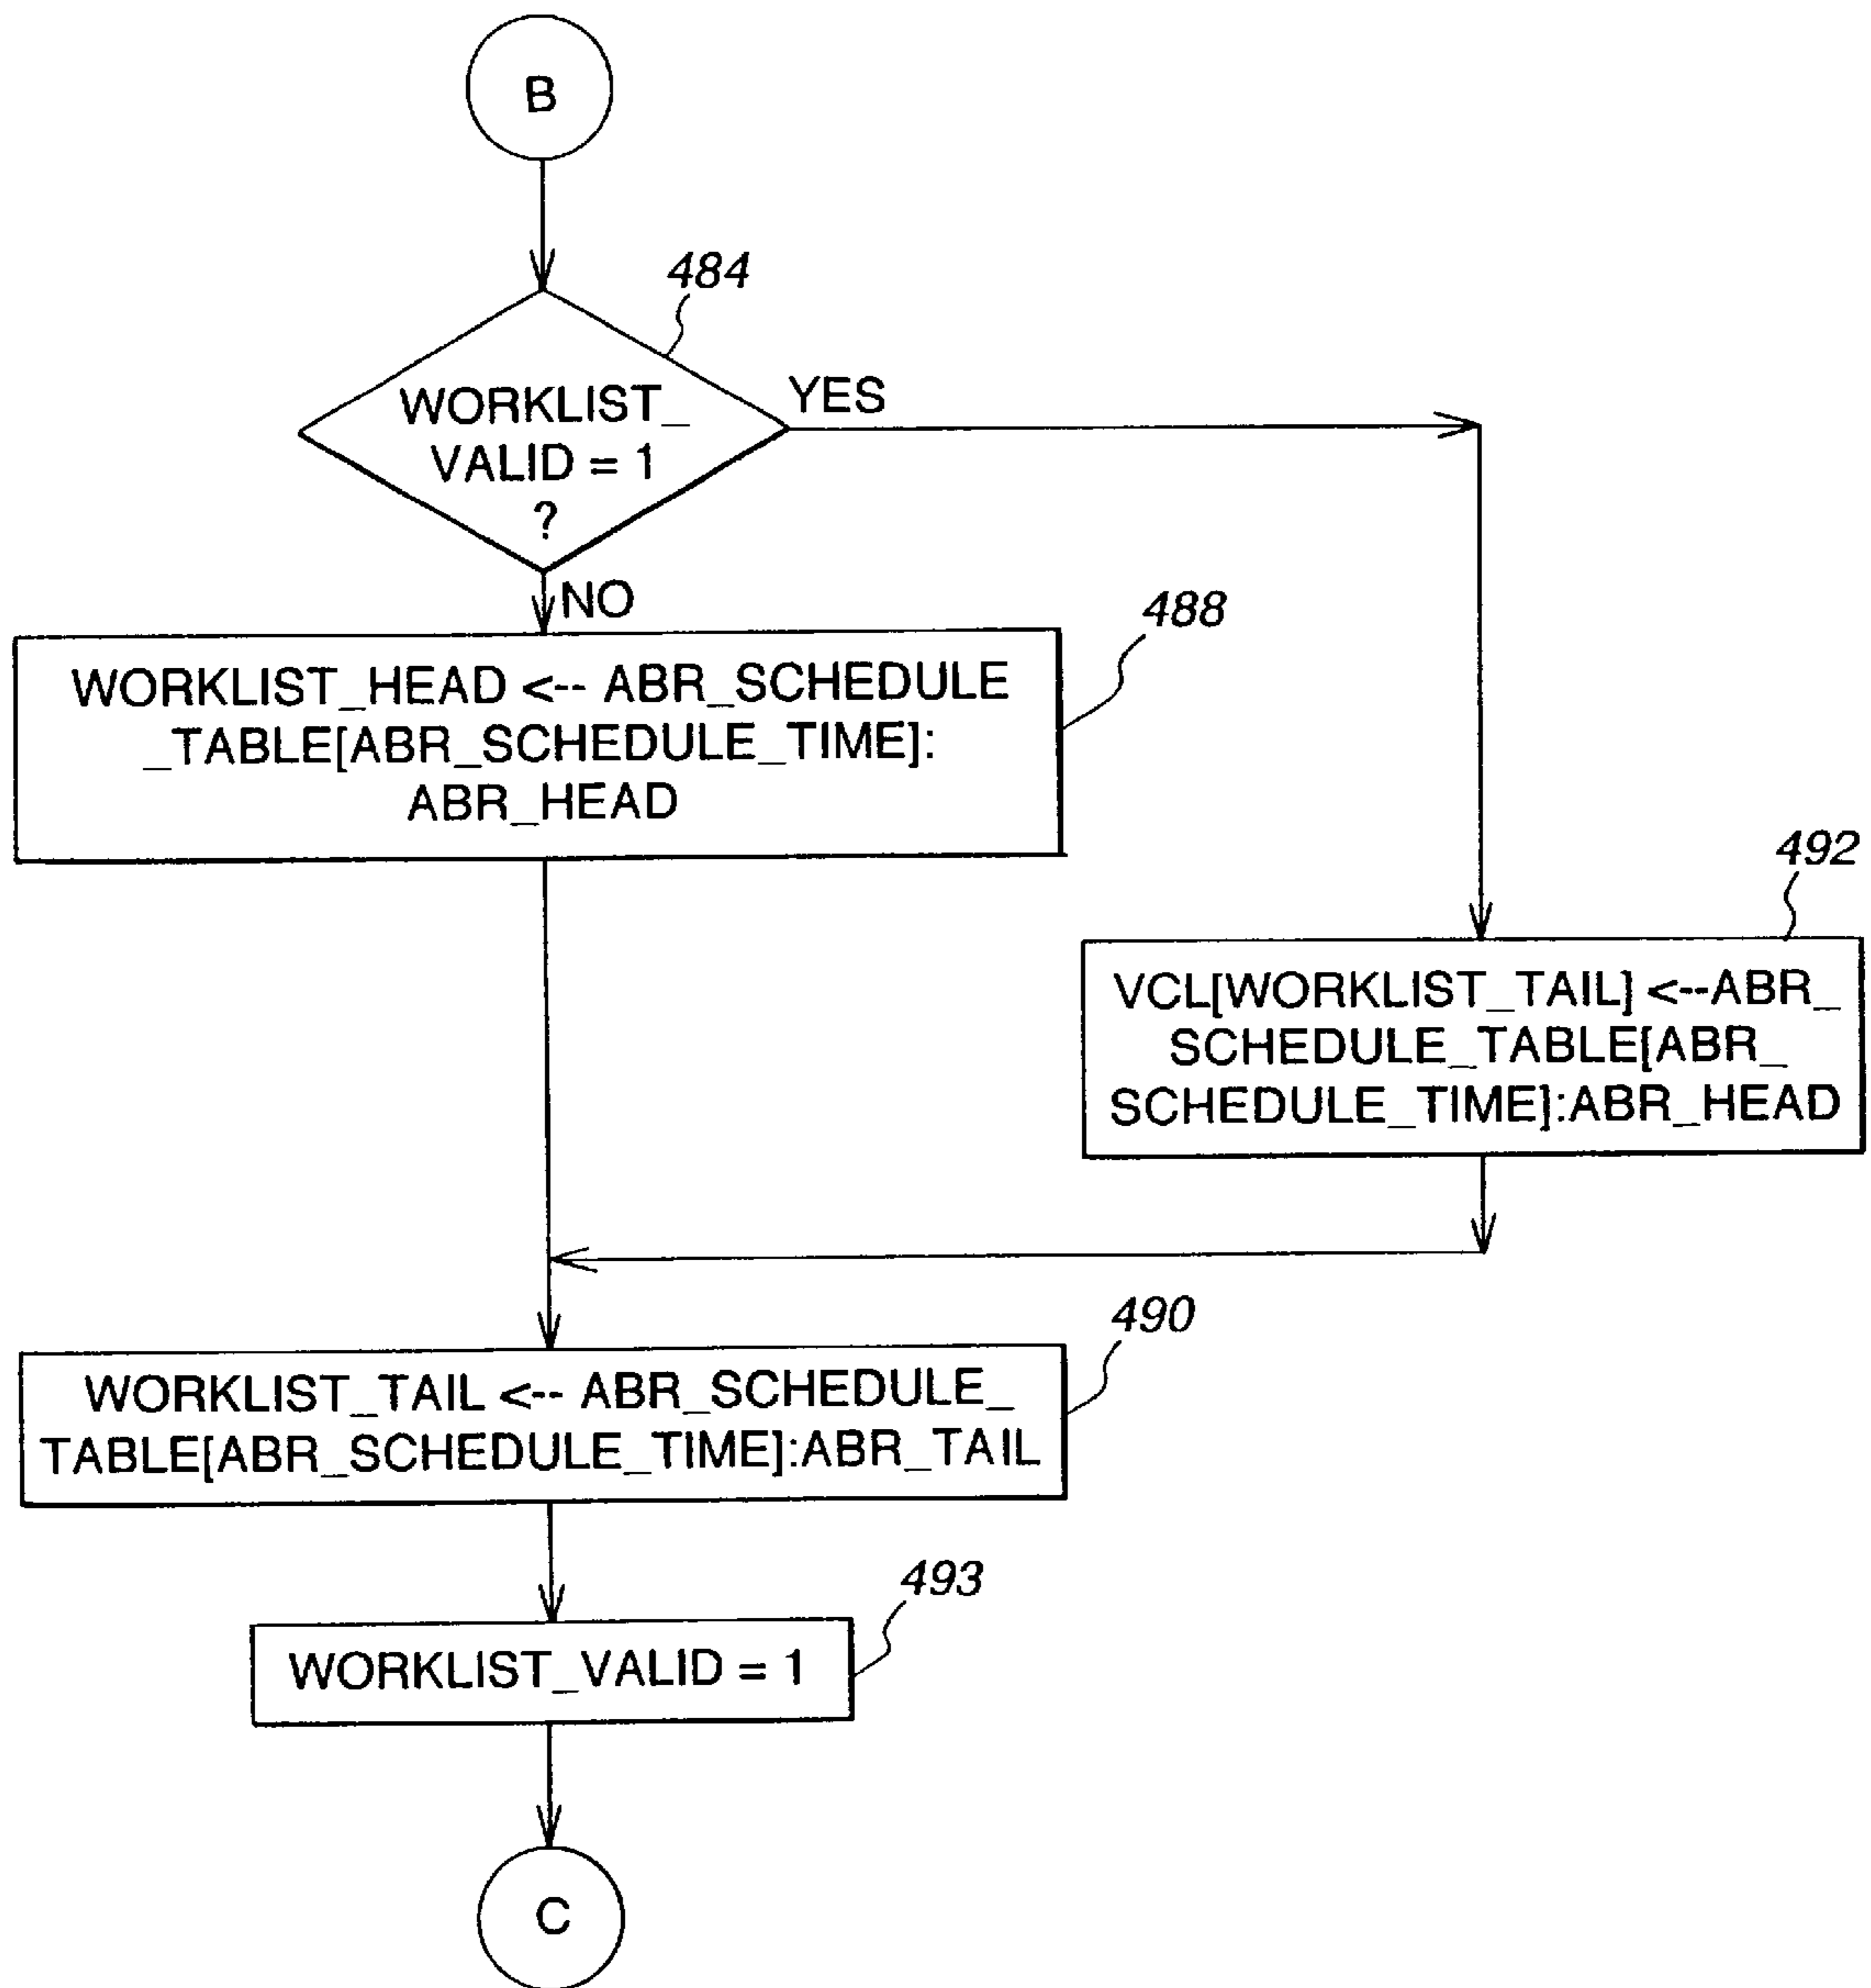 B
484
WORKLIST_
VALID = 1
?
YES
NO
488
WORKLIST_HEAD <-- ABR_SCHEDULE
_TABLE[ABR_SCHEDULE_TIME]:
ABR_HEAD
492
VCL[WORKLIST_TAIL] <--ABR_
SCHEDULE_TABLE[ABR_
SCHEDULE_TIME]:ABR_HEAD
490
WORKLIST_TAIL <-- ABR_SCHEDULE_
TABLE[ABR_SCHEDULE_TIME]:ABR_TAIL
493
WORKLIST_VALID = 1
C